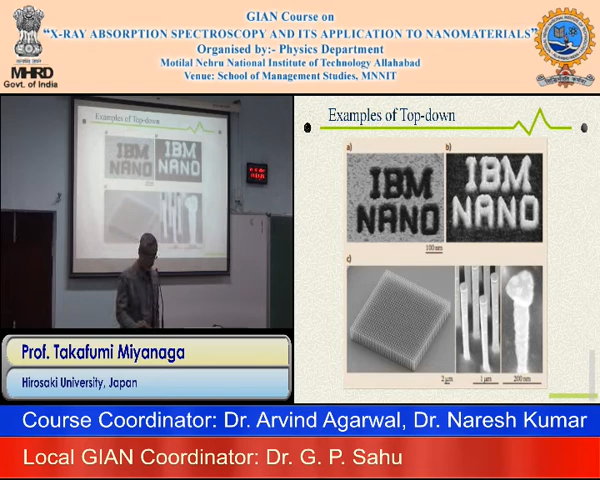 GIAN Course on
“X-RAY ABSORPTION SPECTROSCOPY AND ITS APPLICATION TO NANOMATERIALS”
Organised by:- Physics Department
Motilal Nehru National Institute of Technology Allahabad
Venue: School of Management Studies, MNNIT
MHRD
Govt. of India
Examples of Top-down
IBM
NANO
IBM
NANO
Examples of Top-down
a)
b)
IBM
NANO
IBM
NANO
100 nm
c)
2 µm
1 µm
200 nm
Prof. Takafumi Miyanaga
Hirosaki University, Japan
Course Coordinator: Dr. Arvind Agarwal, Dr. Naresh Kumar
Local GIAN Coordinator: Dr. G. P. Sahu